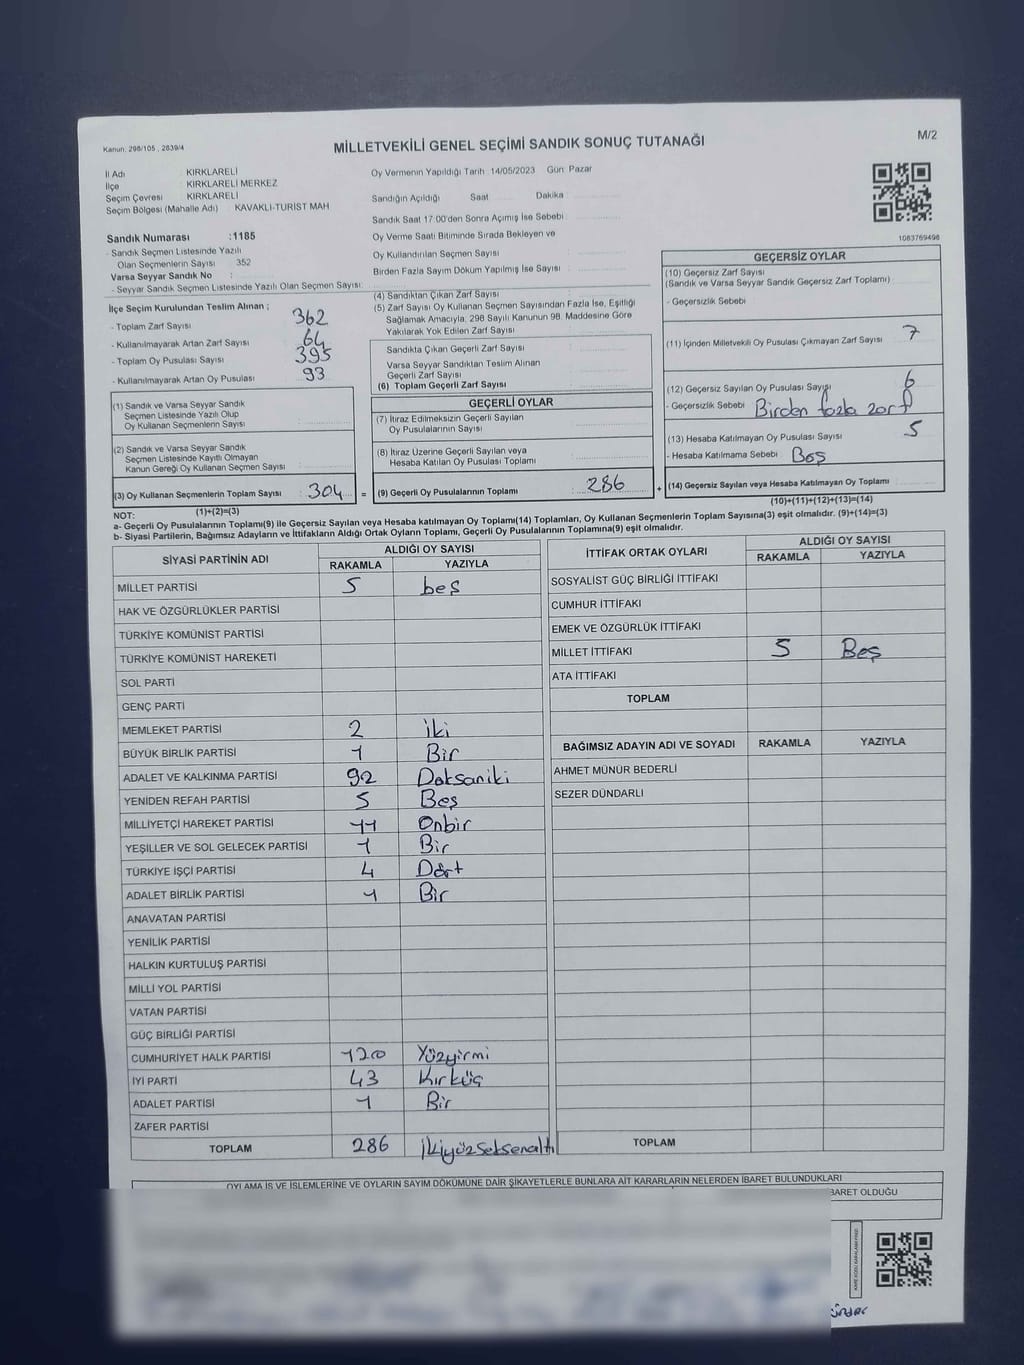 Kanun: 298/105 , 2839/4
MİLLETVEKİLİ GENEL SEÇİMİ SANDIK SONUÇ TUTANAĞI
M/2
İl Adı KIRKLARELİ
İlçe KIRKLARELİ MERKEZ
Seçim Çevresi KIRKLARELİ
Seçim Bölgesi (Mahalle Adı) KAVAKLI-TURİST MAH
Oy Vermenin Yapıldığı Tarih 14/05/2023 Gün: Pazar
Sandığın Açıldığı Saat Dakika
Sandık Saat 17:00'den Sonra Açımış İse Sebebi
Oy Verme Saati Bitiminde Sırada Bekleyen ve
Oy Kullandırılan Seçmen Sayısı
Birden Fazla Sayım Döküm Yapılmış İse Sayısı
1083769498
Sandık Numarası :1185
- Sandık Seçmen Listesinde Yazılı
Olan Seçmenlerin Sayısı 352
Varsa Seyyar Sandık No :
- Seyyar Sandık Seçmen Listesinde Yazılı Olan Seçmen Sayısı:
İlçe Seçim Kurulundan Teslim Alınan ;
- Toplam Zarf Sayısı 362
- Kullanılmayarak Artan Zarf Sayısı 64
- Toplam Oy Pusulası Sayısı 395
- Kullanılmayarak Artan Oy Pusulası 93
(1) Sandık ve Varsa Seyyar Sandık
Seçmen Listesinde Yazılı Olup
Oy Kullanan Seçmenlerin Sayısı :
(2) Sandık ve Varsa Seyyar Sandık
Seçmen Listesinde Kayıtlı Olmayan
Kanun Gereği Oy Kullanan Seçmen Sayısı :
(3) Oy Kullanan Seçmenlerin Toplam Sayısı : 304 =
(1)+(2)=(3)
(4) Sandıktan Çıkan Zarf Sayısı
(5) Zarf Sayısı Oy Kullanan Seçmen Sayısından Fazla İse, Eşitliği
Sağlamak Amacıyla; 298 Sayılı Kanunun 98. Maddesine Göre
Yakılarak Yok Edilen Zarf Sayısı
Sandıkta Çıkan Geçerli Zarf Sayısı
Varsa Seyyar Sandıktan Teslim Alınan
Geçerli Zarf Sayısı
(6) Toplam Geçerli Zarf Sayısı
GEÇERLİ OYLAR
(7) İtiraz Edilmeksizin Geçerli Sayılan
Oy Pusulalarının Sayısı
(8) İtiraz Üzerine Geçerli Sayılan veya
Hesaba Katılan Oy Pusulası Toplamı
(9) Geçerli Oy Pusulalarının Toplamı : 286 +
GEÇERSİZ OYLAR
(10) Geçersiz Zarf Sayısı
(Sandık ve Varsa Seyyar Sandık Geçersiz Zarf Toplamı)
- Geçersizlik Sebebi
(11) İçinden Milletvekili Oy Pusulası Çıkmayan Zarf Sayısı 7
(12) Geçersiz Sayılan Oy Pusulası Sayışı 6
- Geçersizlik Sebebi Birden fazla zarf
(13) Hesaba Katılmayan Oy Pusulası Sayısı 5
- Hesaba Katılmama Sebebi Boş
(14) Geçersiz Sayılan veya Hesaba Katılmayan Oy Toplamı
(10)+(11)+(12)+(13)=(14)
NOT:
a- Geçerli Oy Pusulalarının Toplamı(9) ile Geçersiz Sayılan veya Hesaba katılmayan Oy Toplamı(14) Toplamları, Oy Kullanan Seçmenlerin Toplam Sayısına(3) eşit olmalıdır. (9)+(14)=(3)
b- Siyasi Partilerin, Bağımsız Adayların ve İttifakların Aldığı Ortak Oyların Toplamı, Geçerli Oy Pusulalarının Toplamına(9) eşit olmalıdır.
SİYASİ PARTİNİN ADI ALDIĞI OY SAYISI
RAKAMLA YAZIYLA
MİLLET PARTİSİ 5 beş
HAK VE ÖZGÜRLÜKLER PARTİSİ
TÜRKİYE KOMÜNİST PARTİSİ
TÜRKİYE KOMÜNİST HAREKETİ
SOL PARTİ
GENÇ PARTİ
MEMLEKET PARTİSİ 2 iki
BÜYÜK BİRLİK PARTİSİ 1 Bir
ADALET VE KALKINMA PARTİSİ 92 Doksaniki
YENİDEN REFAH PARTİSİ 5 Beş
MİLLİYETÇİ HAREKET PARTİSİ 11 Onbir
YEŞİLLER VE SOL GELECEK PARTİSİ 1 Bir
TÜRKİYE İŞÇİ PARTİSİ 4 Dört
ADALET BİRLİK PARTİSİ 1 Bir
ANAVATAN PARTİSİ
YENİLİK PARTİSİ
HALKIN KURTULUŞ PARTİSİ
MİLLİ YOL PARTİSİ
VATAN PARTİSİ
GÜÇ BİRLİĞİ PARTİSİ
CUMHURİYET HALK PARTİSİ 120 Yüzyirmi
İYİ PARTİ 43 Kırküç
ADALET PARTİSİ 1 Bir
ZAFER PARTİSİ
TOPLAM 286 İkiyüzseksenaltı
İTTİFAK ORTAK OYLARI ALDIĞI OY SAYISI
RAKAMLA YAZIYLA
SOSYALİST GÜÇ BİRLİĞİ İTTİFAKI
CUMHUR İTTİFAKI
EMEK VE ÖZGÜRLÜK İTTİFAKI
MİLLET İTTİFAKI 5 Beş
ATA İTTİFAKI
TOPLAM
BAĞIMSIZ ADAYIN ADI VE SOYADI RAKAMLA YAZIYLA
AHMET MÜNÜR BEDERLİ
SEZER DÜNDARLI
TOPLAM
OYLAMA İŞ VE İŞLEMLERİNE VE OYLARIN SAYIM DÖKÜMÜNE DAİR ŞİKAYETLERLE BUNLARA AİT KARARLARIN NELERDEN İBARET BULUNDUKLARI
BARET OLDUĞU